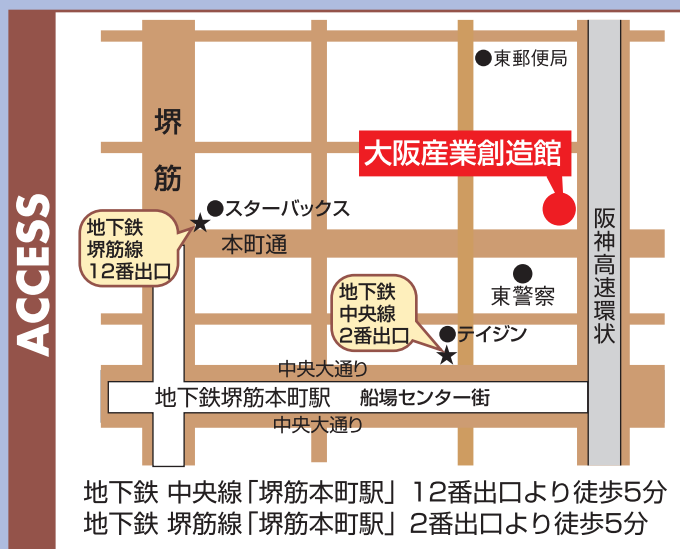 ACCESS
●東郵便局
堺筋
大阪産業創造館
●スターバックス
地下鉄
堺筋線
12番出口
本町通
阪神高速環状
地下鉄
中央線
2番出口
東警察
●テイジン
中央大通り
地下鉄堺筋本町駅 船場センター街
中央大通り
地下鉄 中央線「堺筋本町駅」 12番出口より徒歩5分
地下鉄 堺筋線「堺筋本町駅」 2番出口より徒歩5分